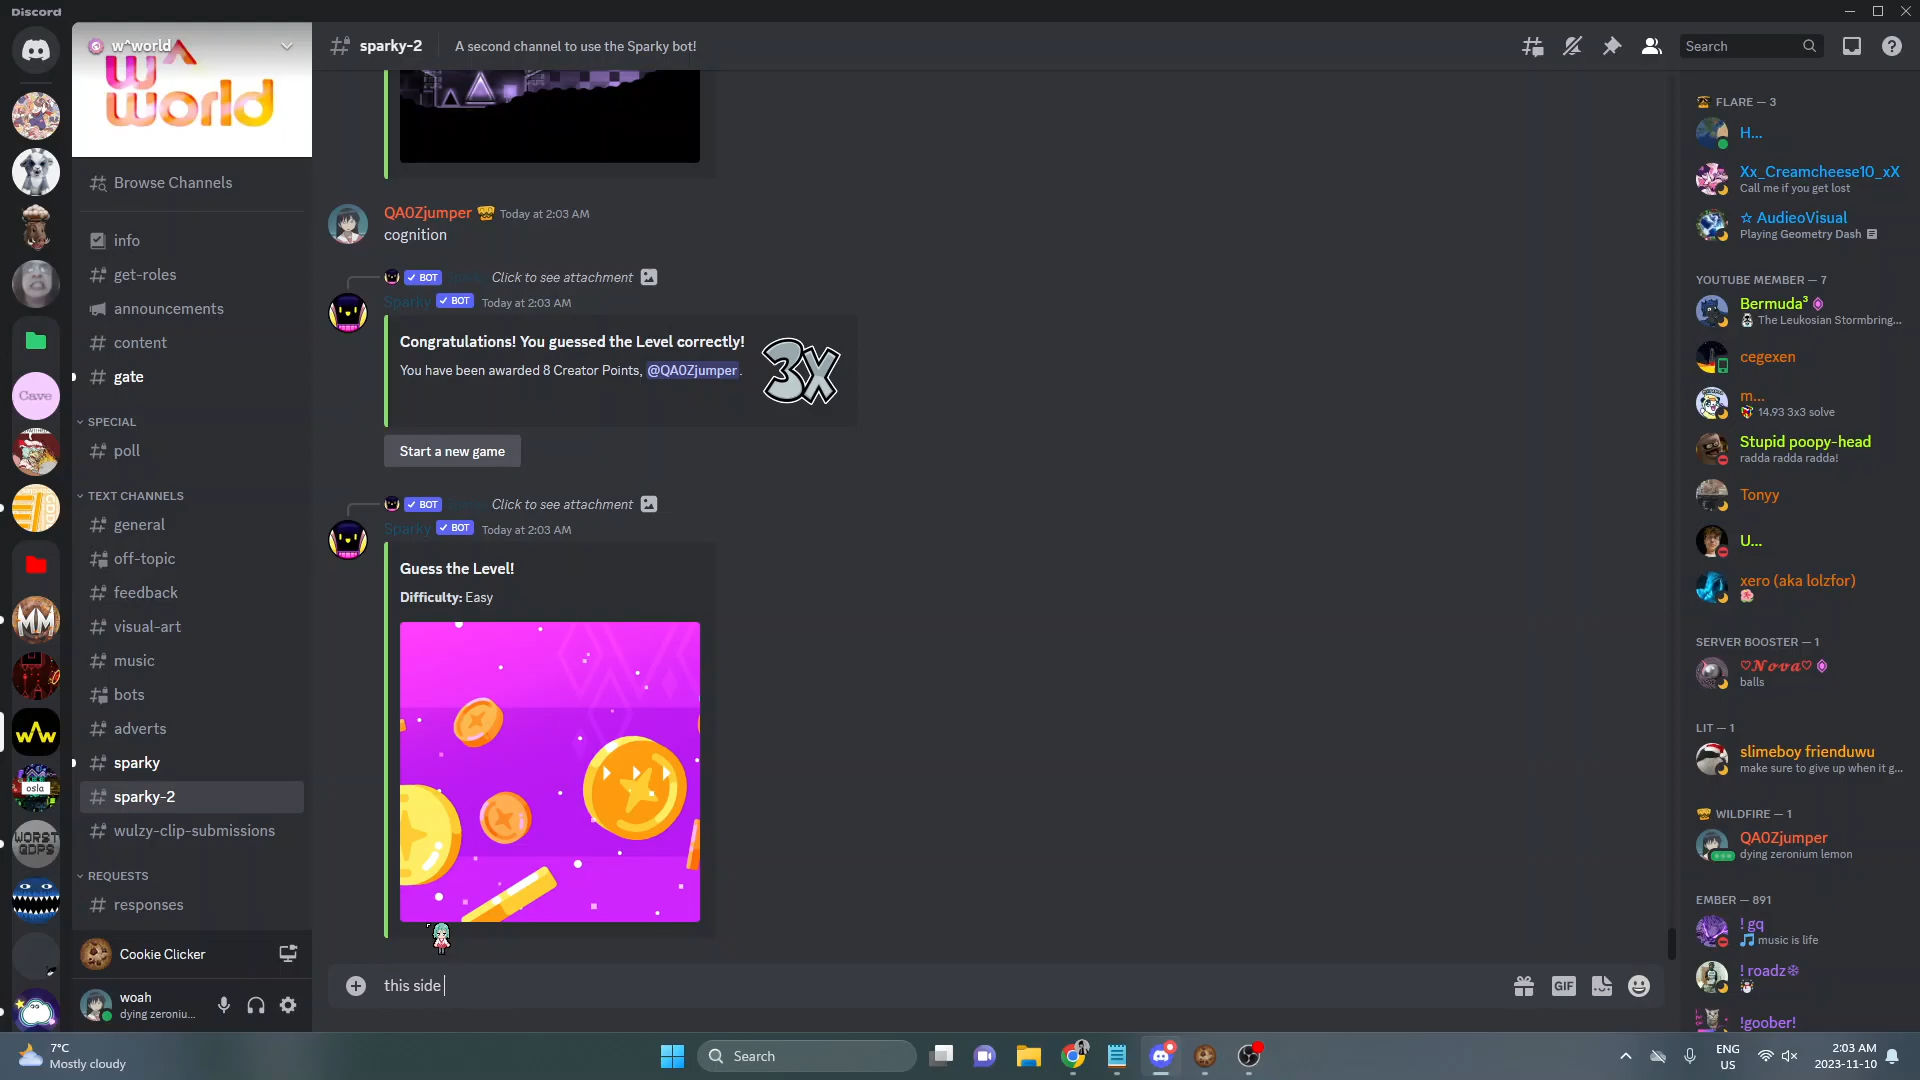 Discord
w^world
w^
world
Browse Channels
info
get-roles
announcements
content
gate
SPECIAL
poll
TEXT CHANNELS
general
off-topic
feedback
visual-art
music
bots
adverts
sparky
sparky-2
wulzy-clip-submissions
REQUESTS
responses
Cave
MM
osla
WORST
GDPS
Cookie Clicker
woah
dying zeroniu...
sparky-2
A second channel to use the Sparky bot!
Search
QA0Zjumper Today at 2:03 AM
cognition
BOT Click to see attachment
Sparky BOT Today at 2:03 AM
Congratulations! You guessed the Level correctly!
You have been awarded 8 Creator Points, @QA0Zjumper.
3X
Start a new game
BOT Click to see attachment
Sparky BOT Today at 2:03 AM
Guess the Level!
Difficulty: Easy
this side
GIF
FLARE — 3
H...
Xx_Creamcheese10_xX
Call me if you get lost
☆ AudieoVisual
Playing Geometry Dash
YOUTUBE MEMBER — 7
Bermuda³
The Leukosian Stormbring...
cegexen
m...
14.93 3x3 solve
Stupid poopy-head
radda radda radda!
Tonyy
U...
xero (aka lolzfor)
SERVER BOOSTER — 1
♡𝓝𝓸𝓿𝓪♡
balls
LIT — 1
slimeboy frienduwu
make sure to give up when it g...
WILDFIRE — 1
QA0Zjumper
dying zeronium lemon
EMBER — 891
! gq
music is life
! roadz❄
!goober!
7°C
Mostly cloudy
Search
ENG
US
2:03 AM
2023-11-10